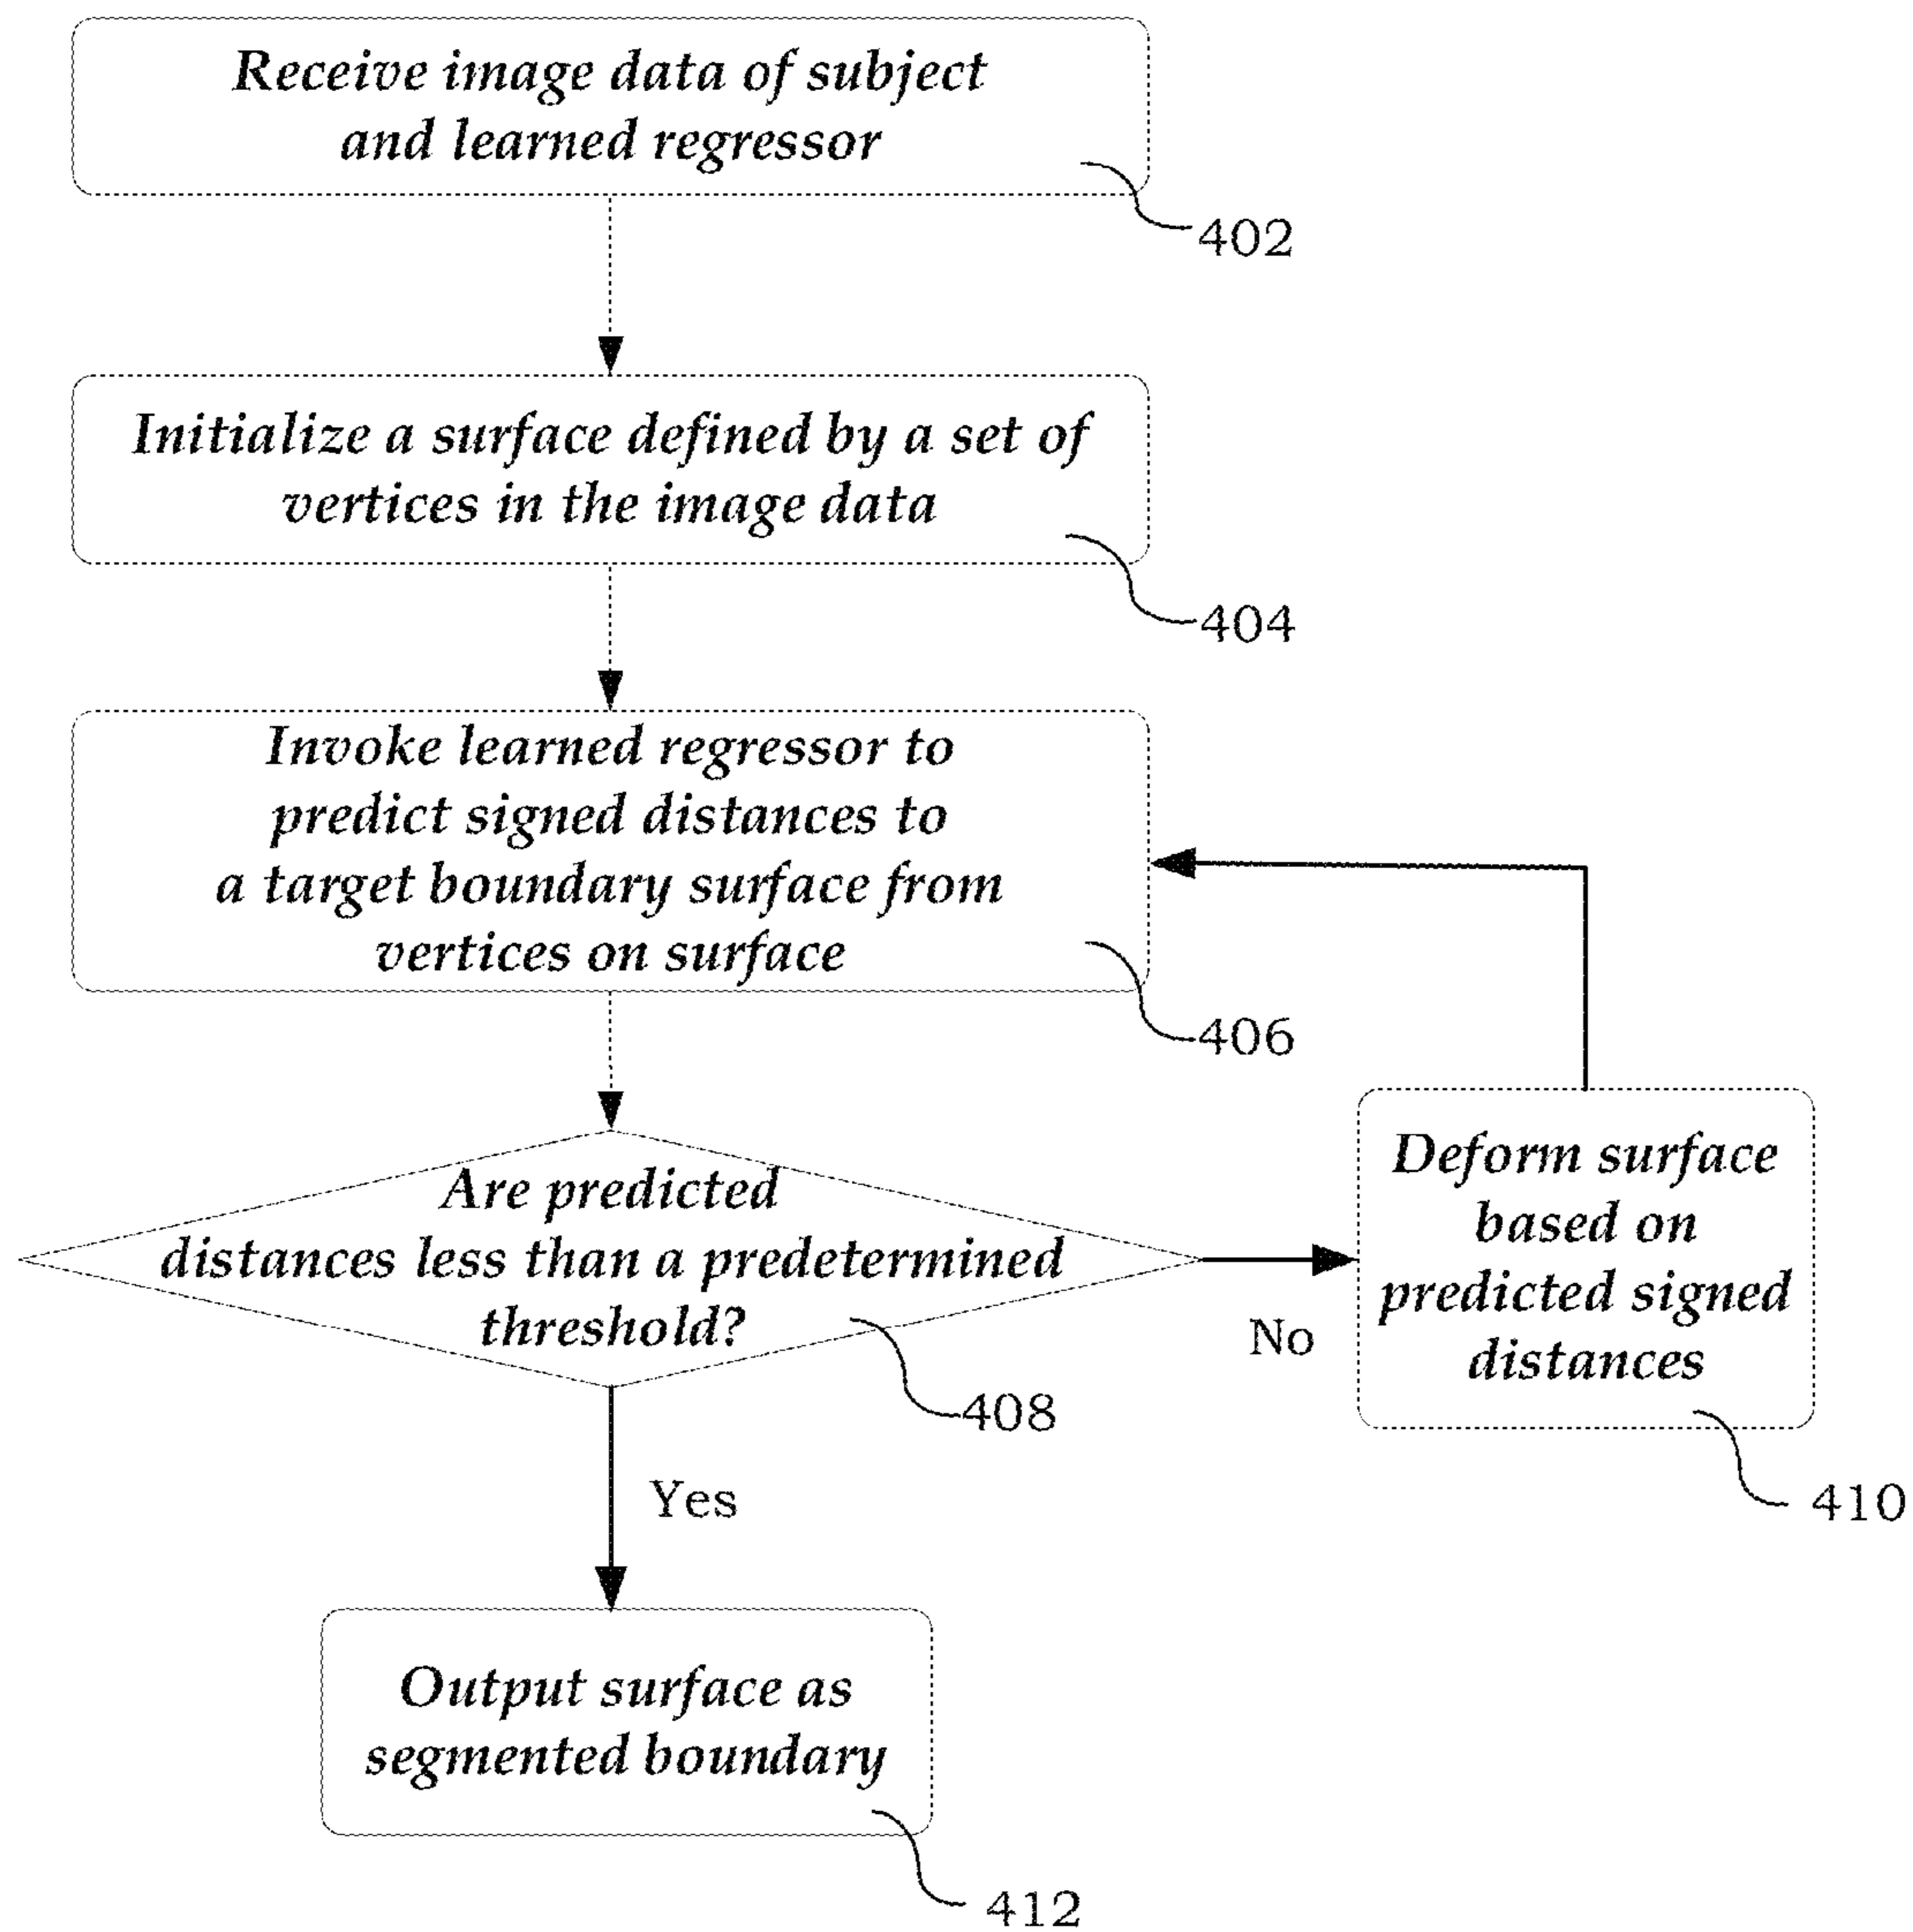 Receive image data of subject
and learned regressor
402
Initialize a surface defined by a set of
vertices in the image data
404
Invoke learned regressor to
predict signed distances to
a target boundary surface from
vertices on surface
406
Are predicted
distances less than a predetermined
threshold?
408
No
Deform surface
based on
predicted signed
distances
410
Yes
Output surface as
segmented boundary
412